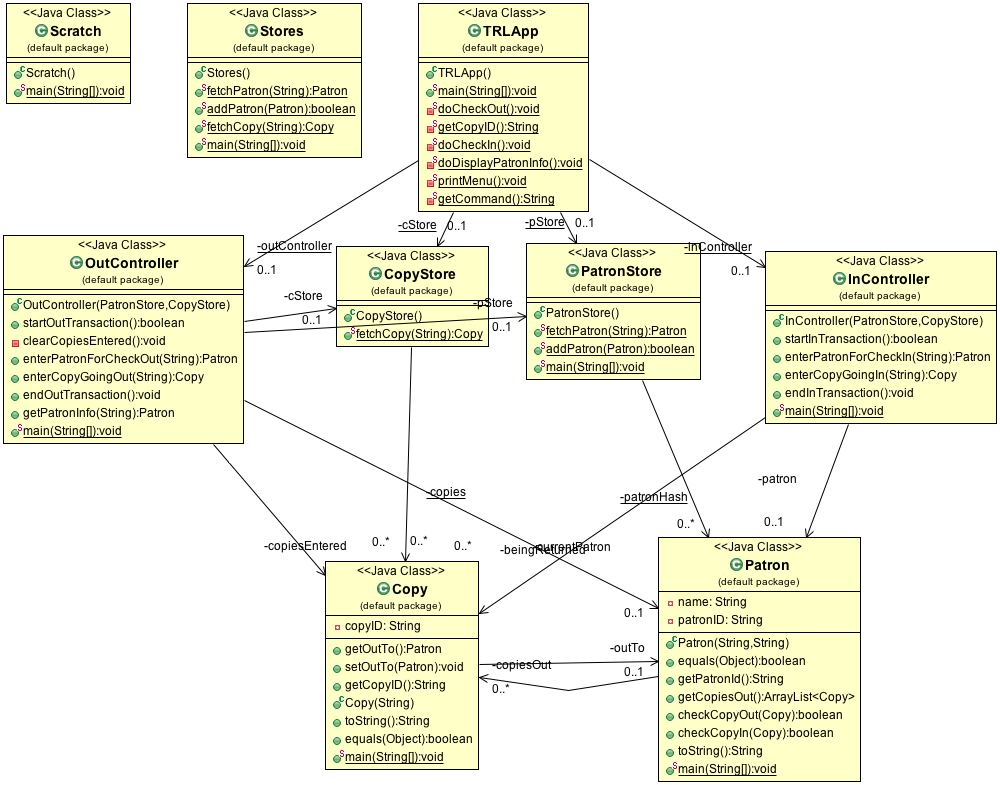 <<Java Class>>
Scratch
(default package)
Scratch()
main(String[]):void
<<Java Class>>
Stores
(default package)
Stores()
fetchPatron(String):Patron
addPatron(Patron):boolean
fetchCopy(String):Copy
main(String[]):void
<<Java Class>>
TRLApp
(default package)
TRLApp()
main(String[]):void
doCheckOut():void
getCopyID():String
doCheckIn():void
doDisplayPatronInfo():void
printMenu():void
getCommand():String
-outController
0..1
-cStore
0..1
-pStore
0..1
-inController
0..1
<<Java Class>>
OutController
(default package)
OutController(PatronStore,CopyStore)
startOutTransaction():boolean
clearCopiesEntered():void
enterPatronForCheckOut(String):Patron
enterCopyGoingOut(String):Copy
endOutTransaction():void
getPatronInfo(String):Patron
main(String[]):void
-cStore
0..1
-pStore
0..1
<<Java Class>>
CopyStore
(default package)
CopyStore()
fetchCopy(String):Copy
<<Java Class>>
PatronStore
(default package)
PatronStore()
fetchPatron(String):Patron
addPatron(Patron):boolean
main(String[]):void
<<Java Class>>
InController
(default package)
InController(PatronStore,CopyStore)
startInTransaction():boolean
enterPatronForCheckIn(String):Patron
enterCopyGoingIn(String):Copy
endInTransaction():void
main(String[]):void
-copies
-patronHash
-patron
0..*
0..1
-copiesEntered
0..*
0..*
0..*
-beingReturned
-currentPatron
0..1
<<Java Class>>
Copy
(default package)
copyID: String
getOutTo():Patron
setOutTo(Patron):void
getCopyID():String
Copy(String)
toString():String
equals(Object):boolean
main(String[]):void
-outTo
0..1
-copiesOut
0..*
<<Java Class>>
Patron
(default package)
name: String
patronID: String
Patron(String,String)
equals(Object):boolean
getPatronId():String
getCopiesOut():ArrayList<Copy>
checkCopyOut(Copy):boolean
checkCopyIn(Copy):boolean
toString():String
main(String[]):void